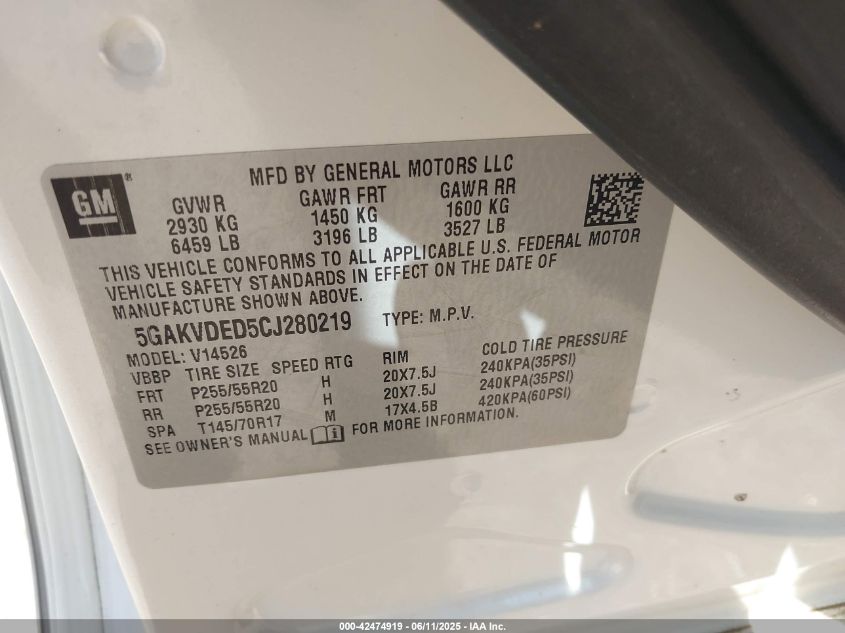 MFD BY GENERAL MOTORS LLC
GM®
GVWR GAWR FRT GAWR RR
2930 KG 1450 KG 1600 KG
6459 LB 3196 LB 3527 LB
THIS VEHICLE CONFORMS TO ALL APPLICABLE U.S. FEDERAL MOTOR
VEHICLE SAFETY STANDARDS IN EFFECT ON THE DATE OF
MANUFACTURE SHOWN ABOVE.
5GAKVDED5CJ280219 TYPE: M.P.V.
MODEL: V14526
VBBP TIRE SIZE SPEED RTG RIM COLD TIRE PRESSURE
FRT P255/55R20 H 20X7.5J 240KPA(35PSI)
RR P255/55R20 H 20X7.5J 240KPA(35PSI)
SPA T145/70R17 M 17X4.5B 420KPA(60PSI)
SEE OWNER'S MANUAL FOR MORE INFORMATION.
000-42474919 - 06/11/2025 - IAA Inc.